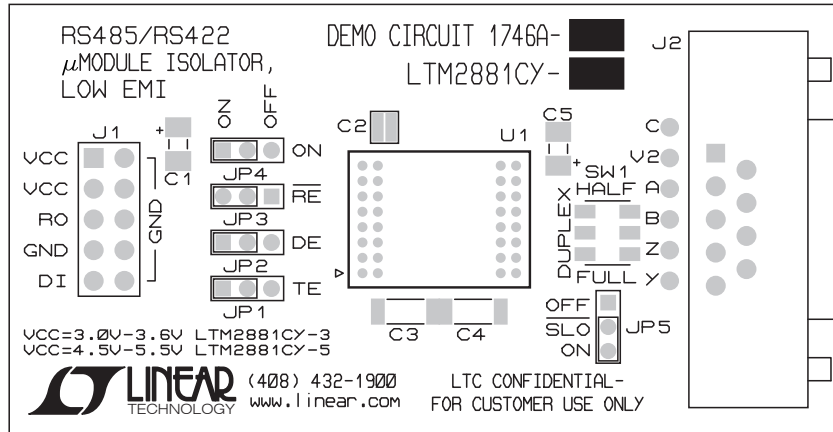 RS485/RS422
µMODULE ISOLATOR,
LOW EMI
DEMO CIRCUIT 1746A-
LTM2881CY-
J2
J1
VCC
VCC
RO
GND
DI
GND
+
C1
ON
OFF
ON
JP4
RE
JP3
DE
JP2
TE
JP1
C2
U1
C5
+
SW1
HALF
DUPLEX
FULL
C
V2
A
B
Z
Y
OFF
SLO
ON
JP5
C3
C4
VCC=3.0V-3.6V LTM2881CY-3
VCC=4.5V-5.5V LTM2881CY-5
LINEAR
TECHNOLOGY
(408) 432-1900
www.linear.com
LTC CONFIDENTIAL-
FOR CUSTOMER USE ONLY